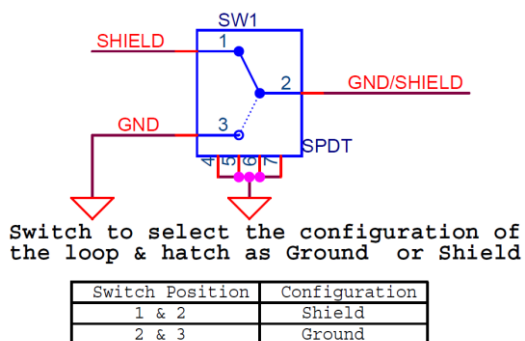 SW1
SHIELD
1
2
GND/SHIELD
GND
3
SPDT
4 5 6 7
Switch to select the configuration of
the loop & hatch as Ground or Shield
Switch Position Configuration
1 & 2 Shield
2 & 3 Ground